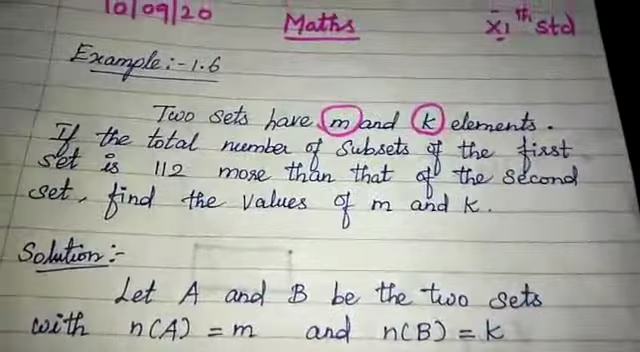 10/09/20 Maths XIth std
Example:-1.6
Two sets have m and k elements.
If the total number of subsets of the first
set is 112 more than that of the second
set, find the values of m and k.
Solution:-
Let A and B be the two sets
with n(A) = m and n(B) = k